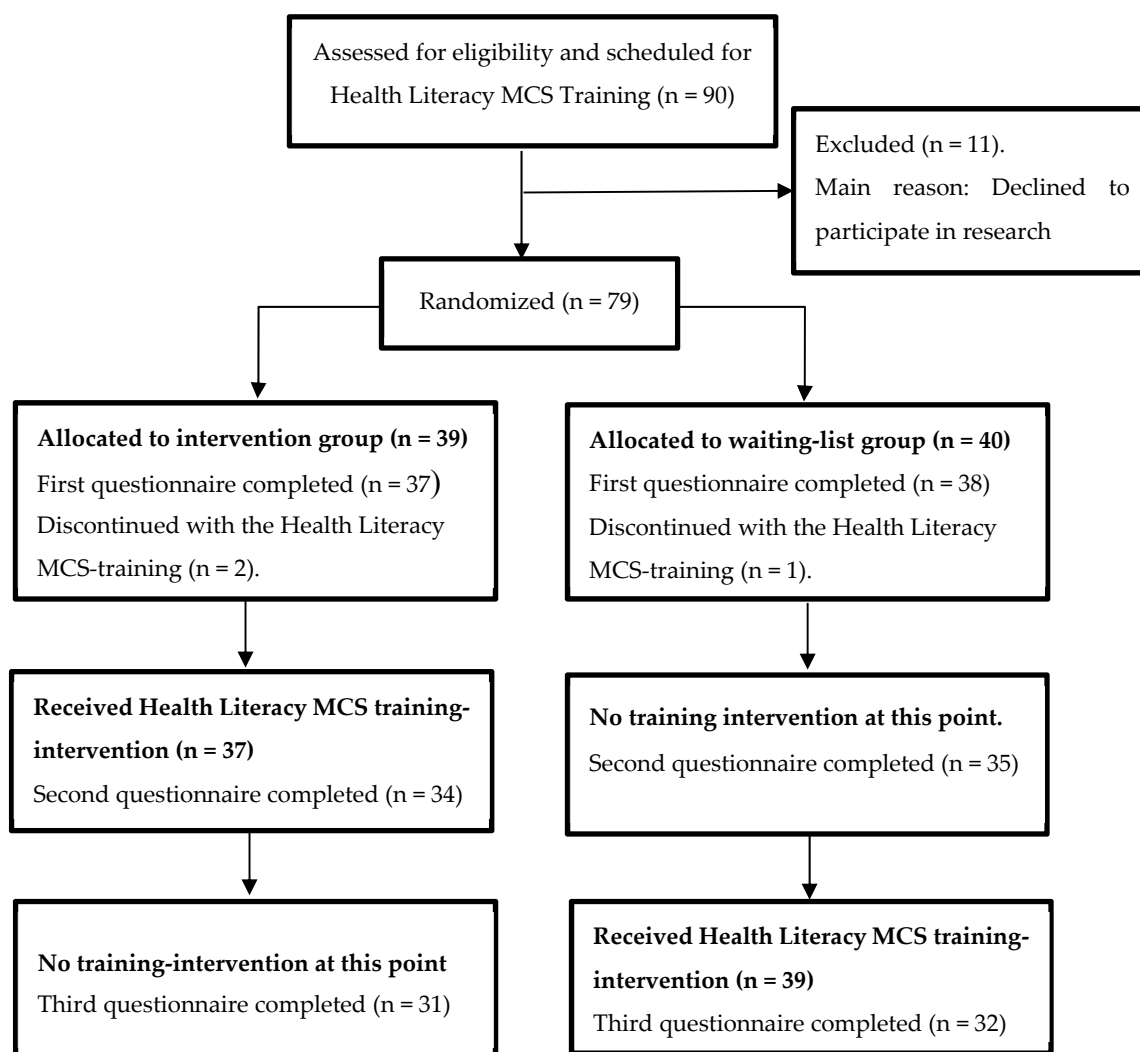 Assessed for eligibility and scheduled for
Health Literacy MCS Training (n = 90)
Excluded (n = 11).
Main reason: Declined to
participate in research
Randomized (n = 79)
Allocated to intervention group (n = 39)
First questionnaire completed (n = 37)
Discontinued with the Health Literacy
MCS-training (n = 2).
Allocated to waiting-list group (n = 40)
First questionnaire completed (n = 38)
Discontinued with the Health Literacy
MCS-training (n = 1).
Received Health Literacy MCS training-
intervention (n = 37)
Second questionnaire completed (n = 34)
No training intervention at this point.
Second questionnaire completed (n = 35)
No training-intervention at this point
Third questionnaire completed (n = 31)
Received Health Literacy MCS training-
intervention (n = 39)
Third questionnaire completed (n = 32)